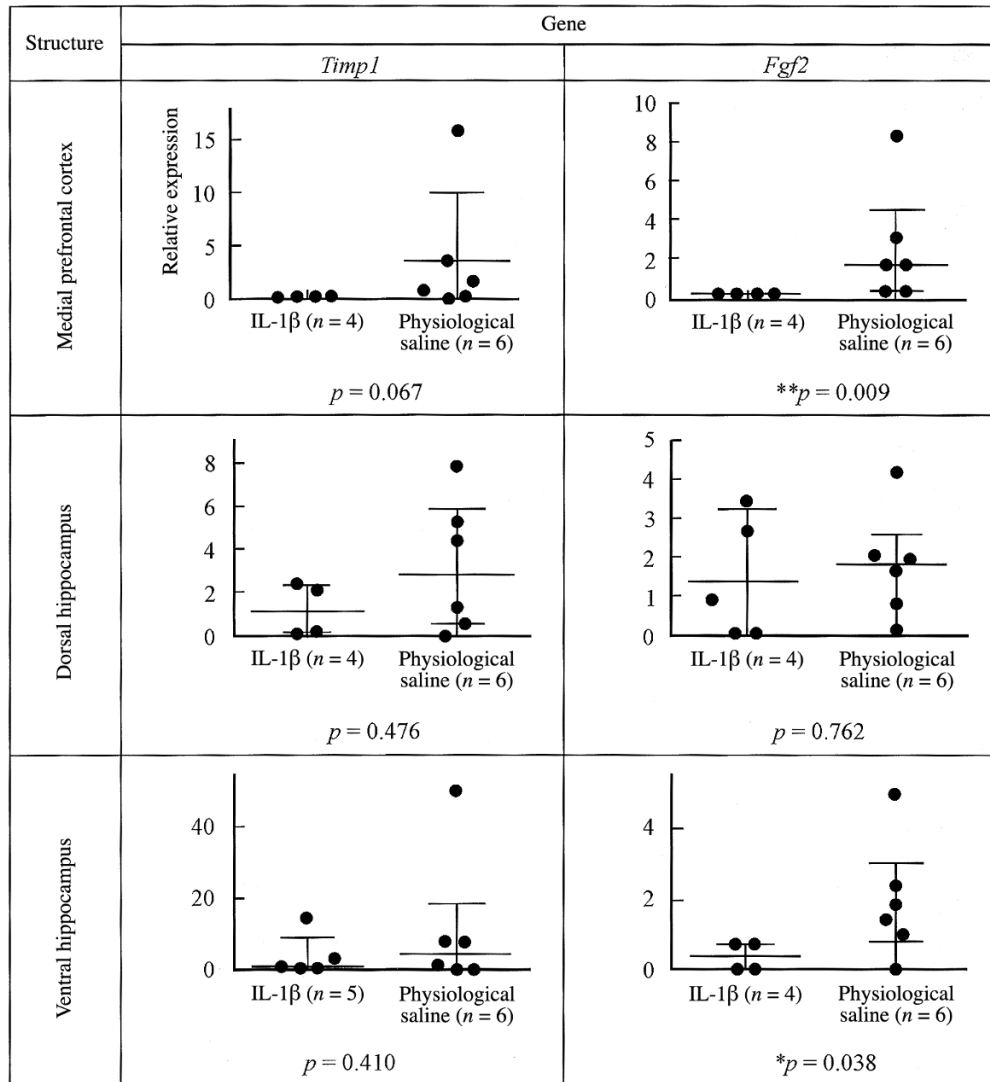 Structure
Gene
Timp1
Fgf2
Medial prefrontal cortex
Relative expression
15
10
5
0
IL-1β (n = 4)
Physiological
saline (n = 6)
p = 0.067
10
8
6
4
2
0
IL-1β (n = 4)
Physiological
saline (n = 6)
**p = 0.009
Dorsal hippocampus
8
6
4
2
0
IL-1β (n = 4)
Physiological
saline (n = 6)
p = 0.476
5
4
3
2
1
0
IL-1β (n = 4)
Physiological
saline (n = 6)
p = 0.762
Ventral hippocampus
40
20
0
IL-1β (n = 5)
Physiological
saline (n = 6)
p = 0.410
4
2
0
IL-1β (n = 4)
Physiological
saline (n = 6)
*p = 0.038